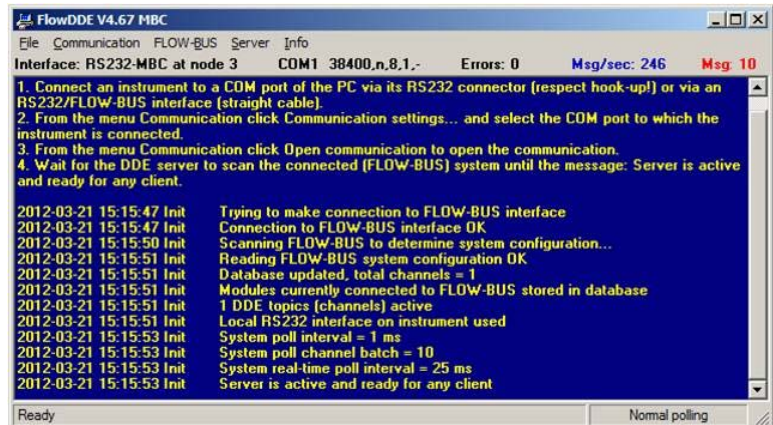 FlowDDE V4.67 MBC
File Communication FLOW-BUS Server Info
Interface: RS232-MBC at node 3 COM1 38400,n,8,1,- Errors: 0 Msg/sec: 246 Msg: 10
1. Connect an instrument to a COM port of the PC via its RS232 connector (respect hook-up!) or via an
RS232/FLOW-BUS interface (straight cable).
2. From the menu Communication click Communication settings... and select the COM port to which the
instrument is connected.
3. From the menu Communication click Open communication to open the communication.
4. Wait for the DDE server to scan the connected (FLOW-BUS) system until the message: Server is active
and ready for any client.
2012-03-21 15:15:47 Init Trying to make connection to FLOW-BUS interface
2012-03-21 15:15:47 Init Connection to FLOW-BUS interface OK
2012-03-21 15:15:50 Init Scanning FLOW-BUS to determine system configuration...
2012-03-21 15:15:51 Init Reading FLOW-BUS system configuration OK
2012-03-21 15:15:51 Init Database updated, total channels = 1
2012-03-21 15:15:51 Init Modules currently connected to FLOW-BUS stored in database
2012-03-21 15:15:51 Init 1 DDE topics (channels) active
2012-03-21 15:15:51 Init Local RS232 interface on instrument used
2012-03-21 15:15:53 Init System poll interval = 1 ms
2012-03-21 15:15:53 Init System poll channel batch = 10
2012-03-21 15:15:53 Init System real-time poll interval = 25 ms
2012-03-21 15:15:53 Init Server is active and ready for any client
Ready Normal polling